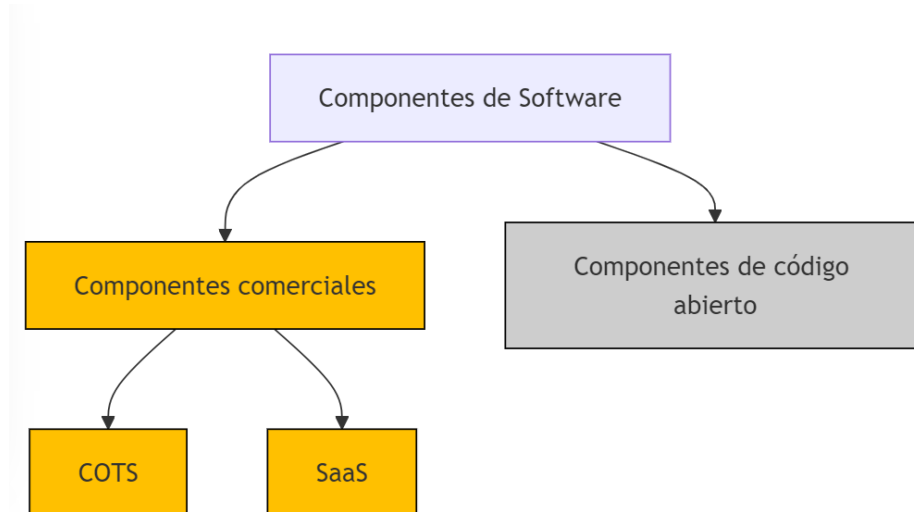 Componentes de Software
Componentes comerciales
Componentes de código
abierto
COTS
SaaS